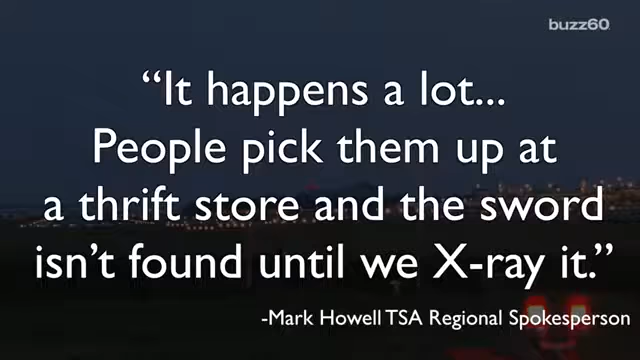 buzz60
“It happens a lot...
People pick them up at
a thrift store and the sword
isn’t found until we X-ray it.”
-Mark Howell TSA Regional Spokesperson